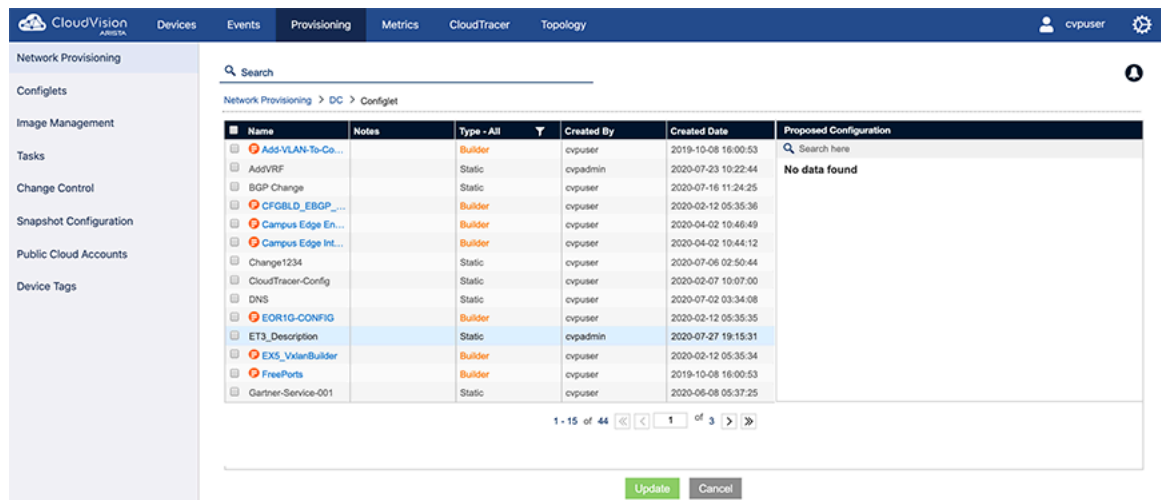 CloudVision
ARISTA
Devices Events Provisioning Metrics CloudTracer Topology cvpuser
Network Provisioning
Configlets
Image Management
Tasks
Change Control
Snapshot Configuration
Public Cloud Accounts
Device Tags
Search
Network Provisioning > DC > Configlet
Name Notes Type - All Created By Created Date Proposed Configuration
Search here
No data found
Add-VLAN-To-Co... Builder cvpuser 2019-10-08 16:00:53
AddVRF Static cvpadmin 2020-07-23 10:22:44
BGP Change Static cvpuser 2020-07-16 11:24:25
CFGBLD_EBGP_... Builder cvpuser 2020-02-12 05:35:36
Campus Edge En... Builder cvpuser 2020-04-02 10:46:49
Campus Edge Int... Builder cvpuser 2020-04-02 10:44:12
Change1234 Static cvpuser 2020-07-06 02:50:44
CloudTracer-Config Static cvpuser 2020-02-07 10:07:00
DNS Static cvpuser 2020-07-02 03:34:08
EOR1G-CONFIG Builder cvpuser 2020-02-12 05:35:35
ET3_Description Static cvpadmin 2020-07-27 19:15:31
EX5_VxlanBuilder Builder cvpuser 2020-02-12 05:35:34
FreePorts Builder cvpuser 2019-10-08 16:00:53
Gartner-Service-001 Static cvpuser 2020-06-08 05:37:25
1 - 15 of 44 1 of 3
Update Cancel